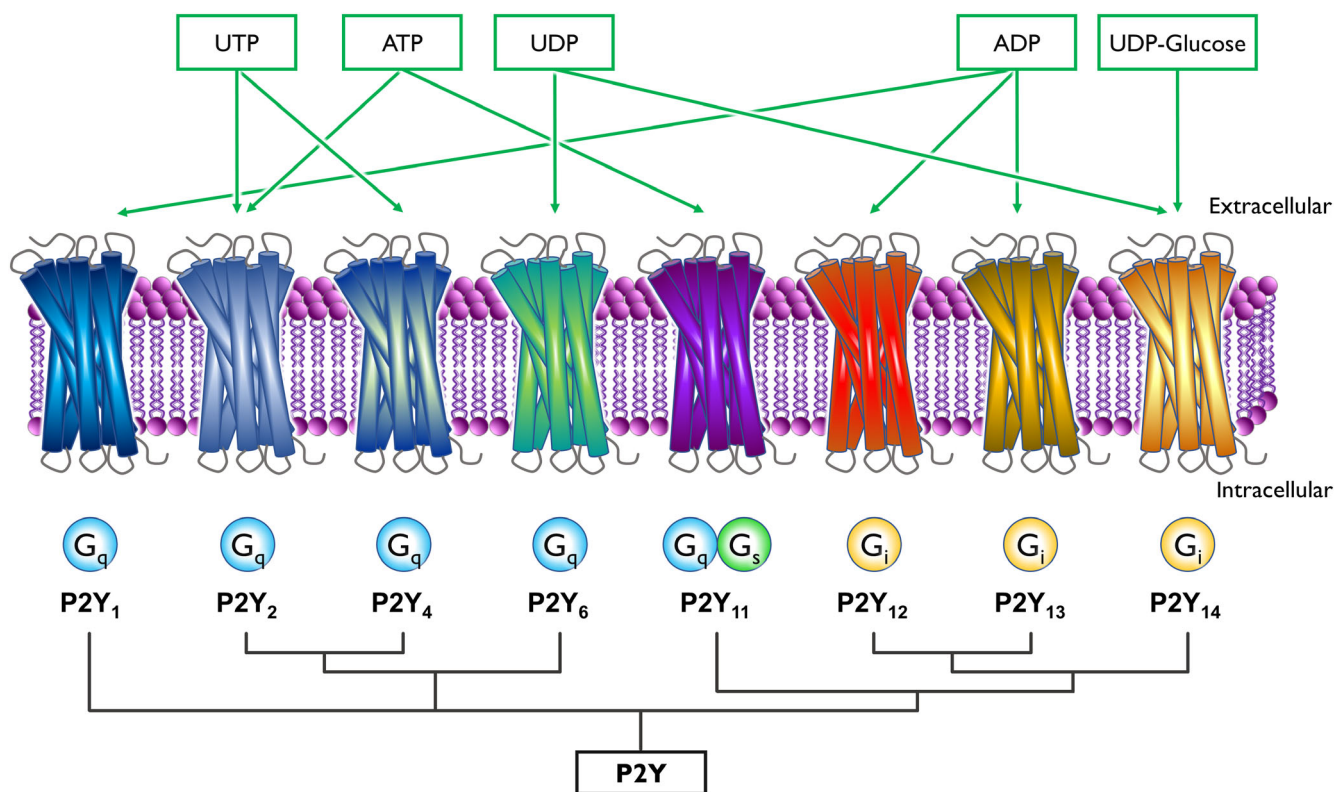 UTP
ATP
UDP
ADP
UDP-Glucose
Extracellular
Intracellular
Gq
Gq
Gq
Gq
Gq
Gs
Gi
Gi
Gi
P2Y1
P2Y2
P2Y4
P2Y6
P2Y11
P2Y12
P2Y13
P2Y14
P2Y